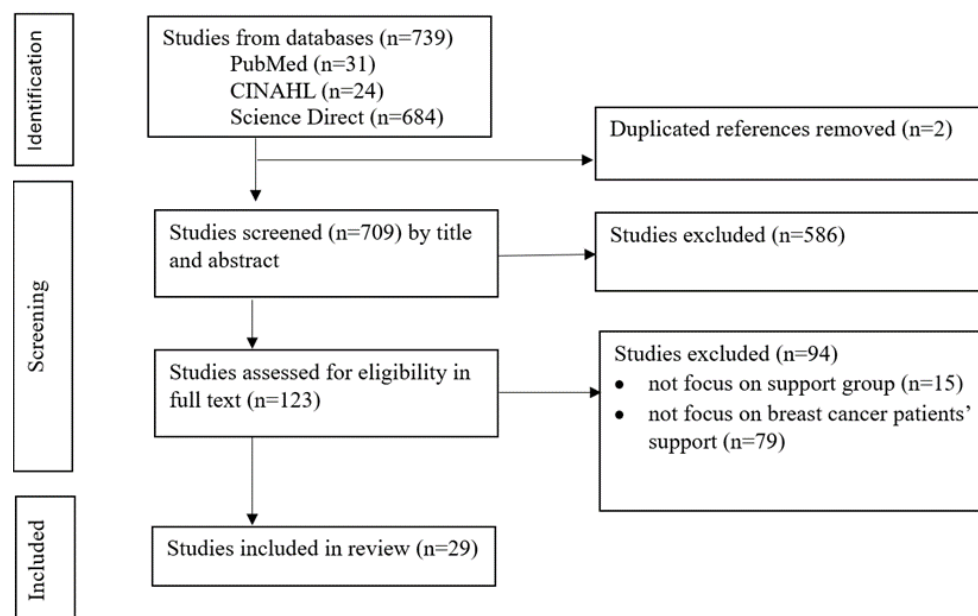 Identification
Studies from databases (n=739)
PubMed (n=31)
CINAHL (n=24)
Science Direct (n=684)
Duplicated references removed (n=2)
Screening
Studies screened (n=709) by title
and abstract
Studies excluded (n=586)
Studies assessed for eligibility in
full text (n=123)
Studies excluded (n=94)
• not focus on support group (n=15)
• not focus on breast cancer patients’
support (n=79)
Included
Studies included in review (n=29)